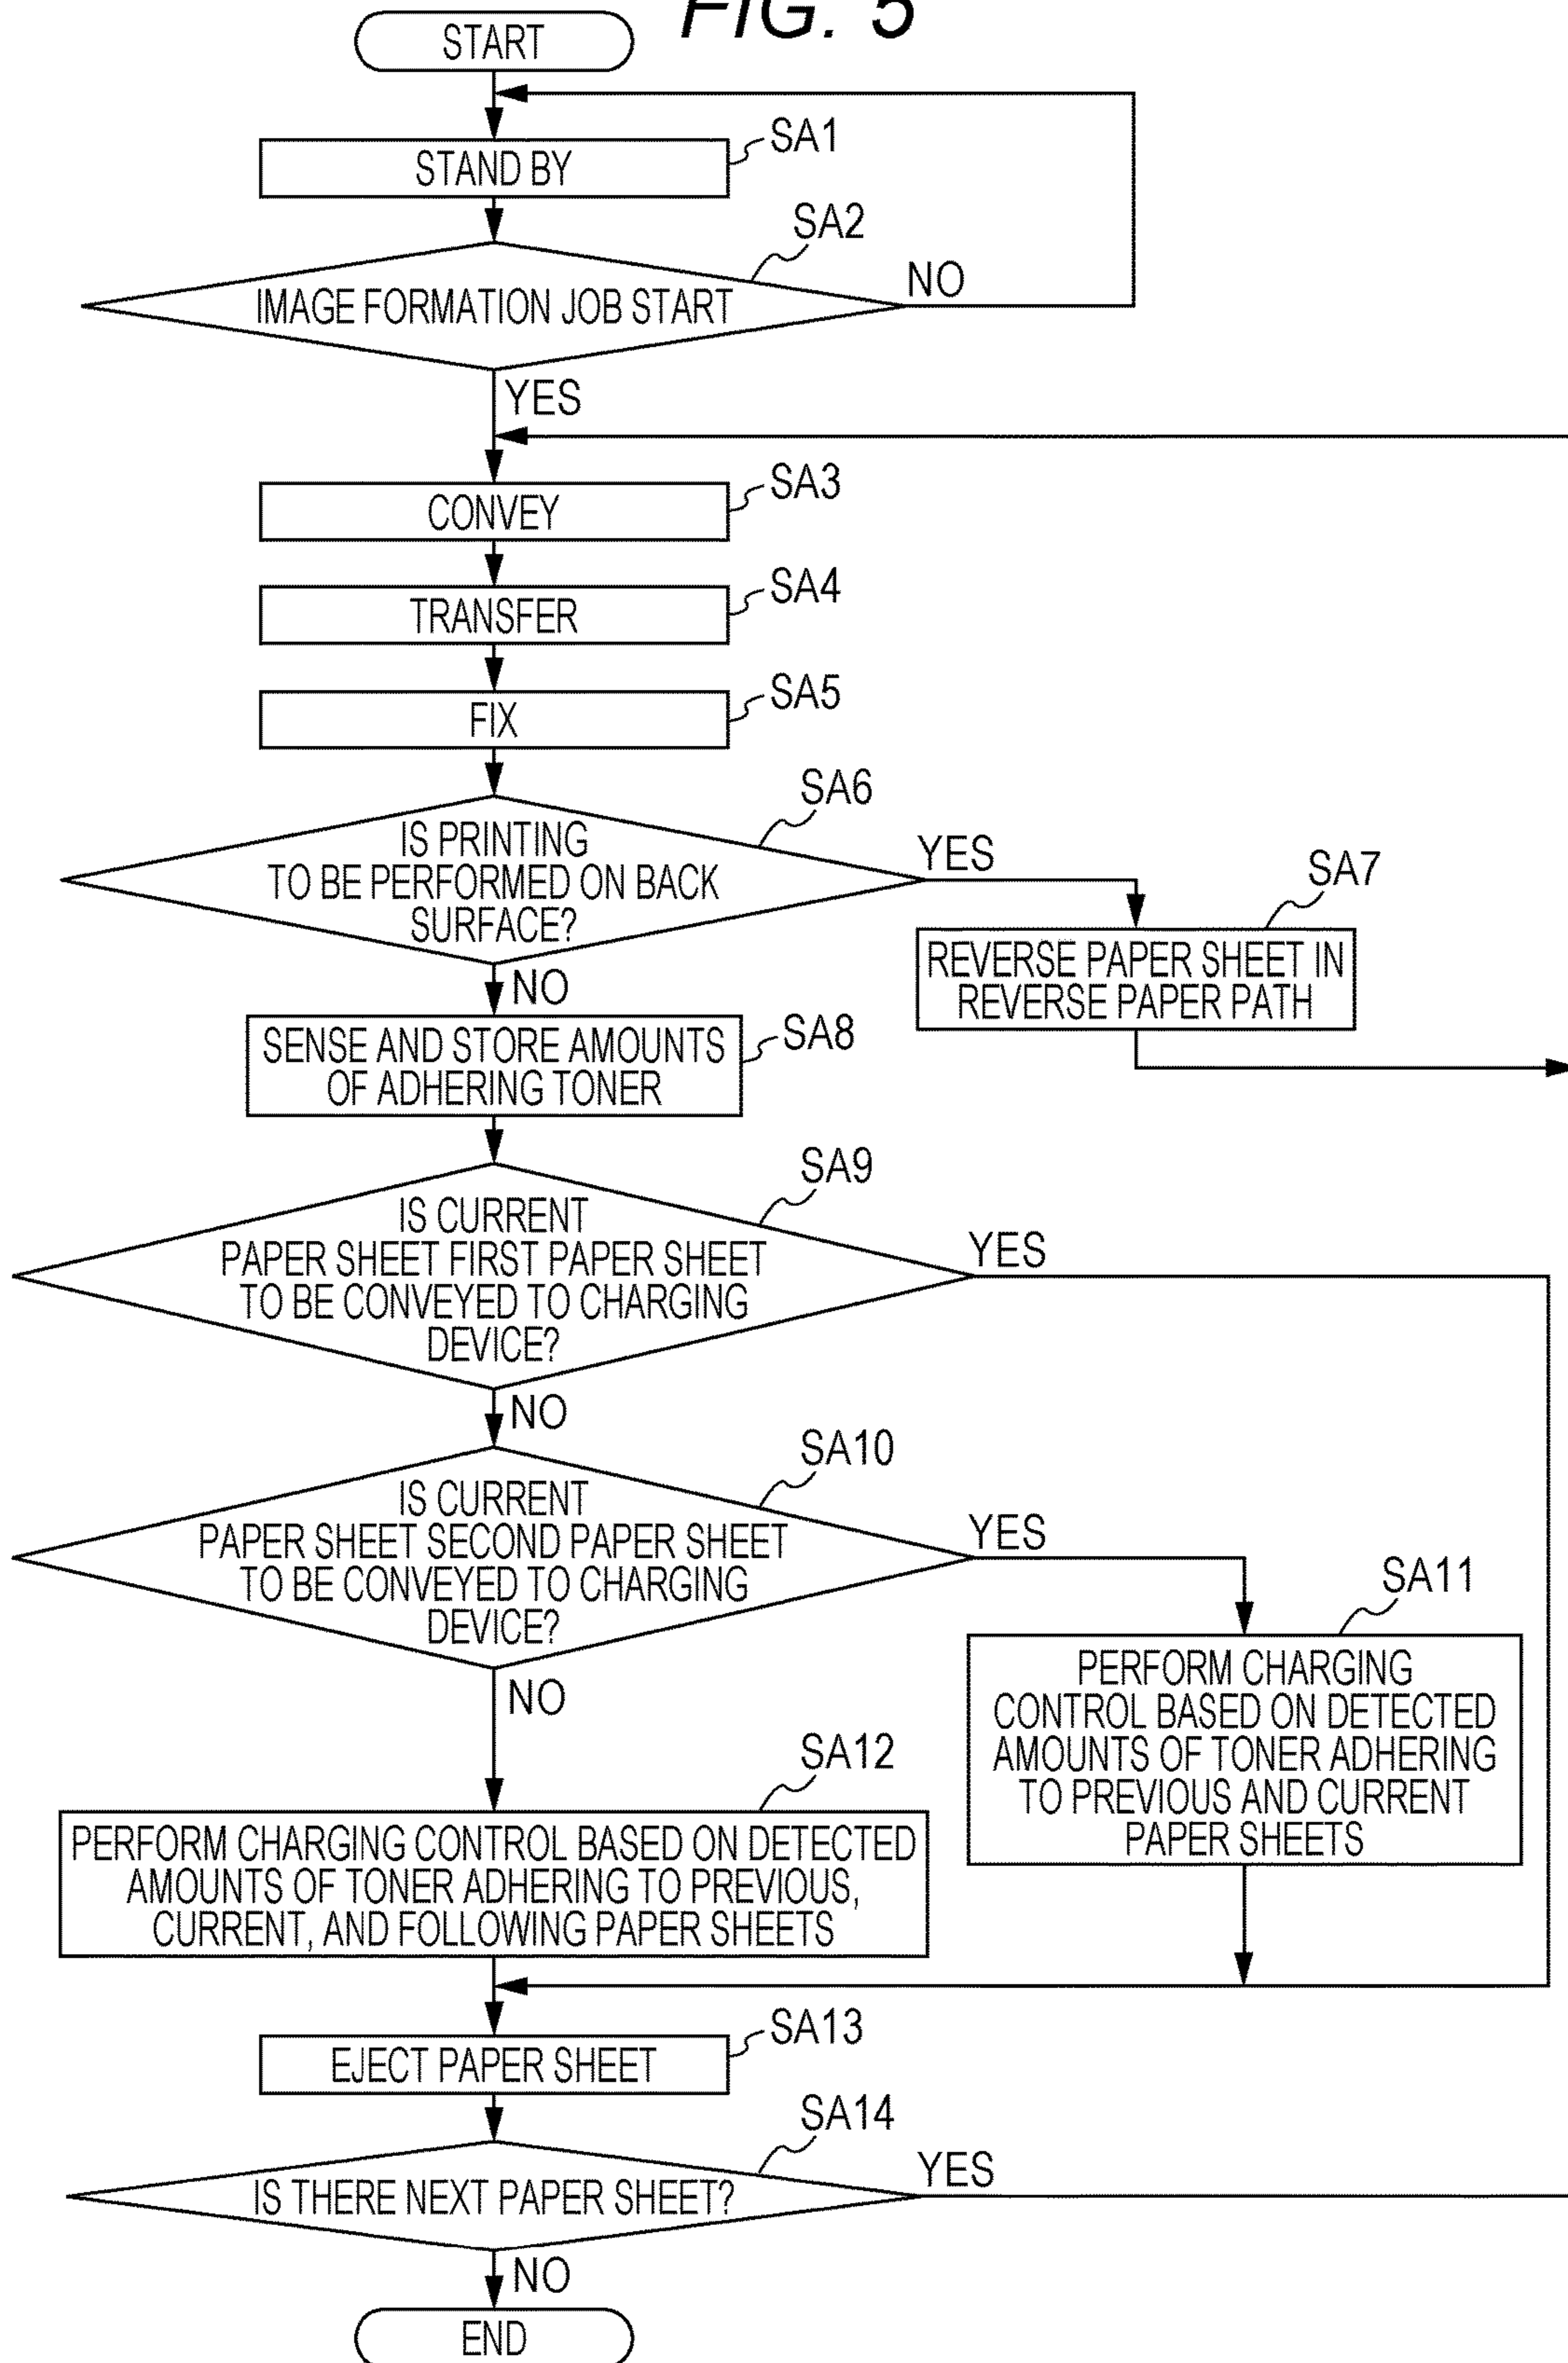 FIG. 5
START
SA1
STAND BY
SA2
IMAGE FORMATION JOB START
NO
YES
SA3
CONVEY
SA4
TRANSFER
SA5
FIX
SA6
IS PRINTING
TO BE PERFORMED ON BACK
SURFACE?
YES
NO
SA7
REVERSE PAPER SHEET IN
REVERSE PAPER PATH
SA8
SENSE AND STORE AMOUNTS
OF ADHERING TONER
SA9
IS CURRENT
PAPER SHEET FIRST PAPER SHEET
TO BE CONVEYED TO CHARGING
DEVICE?
YES
NO
SA10
IS CURRENT
PAPER SHEET SECOND PAPER SHEET
TO BE CONVEYED TO CHARGING
DEVICE?
YES
NO
SA11
PERFORM CHARGING
CONTROL BASED ON DETECTED
AMOUNTS OF TONER ADHERING
TO PREVIOUS AND CURRENT
PAPER SHEETS
SA12
PERFORM CHARGING CONTROL BASED ON DETECTED
AMOUNTS OF TONER ADHERING TO PREVIOUS,
CURRENT, AND FOLLOWING PAPER SHEETS
SA13
EJECT PAPER SHEET
SA14
IS THERE NEXT PAPER SHEET?
YES
NO
END